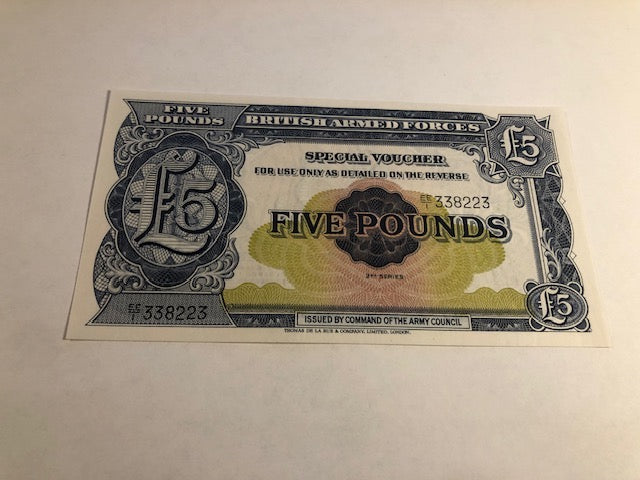 FIVE
POUNDS
BRITISH ARMED FORCES
£5
SPECIAL VOUCHER
FOR USE ONLY AS DETAILED ON THE REVERSE
£5
EE/1 338223
FIVE POUNDS
2ND SERIES
EE/1 338223
£5
ISSUED BY COMMAND OF THE ARMY COUNCIL
THOMAS DE LA RUE & COMPANY, LIMITED, LONDON.